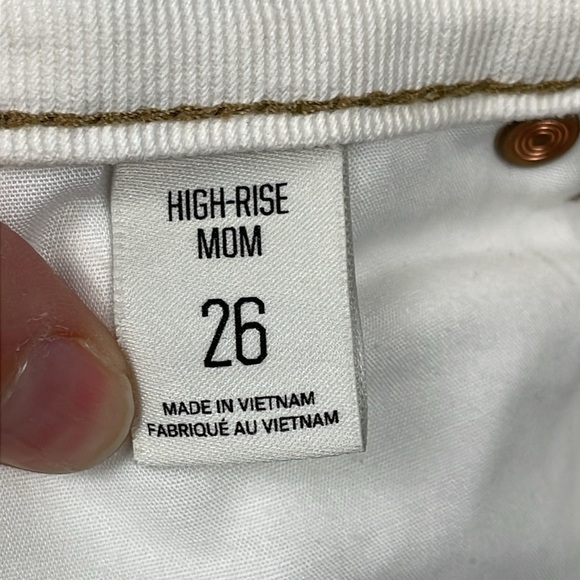 HIGH-RISE
MOM
26
MADE IN VIETNAM
FABRIQUÉ AU VIETNAM